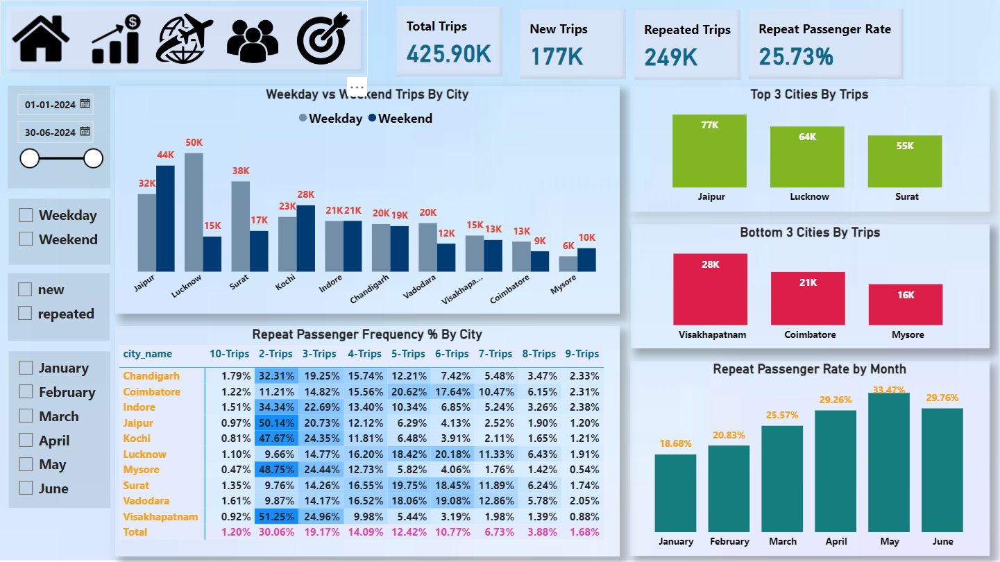 $
Total Trips
425.90K
New Trips
177K
Repeated Trips
249K
Repeat Passenger Rate
25.73%
01-01-2024
30-06-2024
Weekday
Weekend
new
repeated
January
February
March
April
May
June
...
Weekday vs Weekend Trips By City
Weekday Weekend
32K 44K 50K 15K 38K 17K 23K 28K 21K 21K 20K 19K 20K 12K 15K 13K 13K 9K 6K 10K
Jaipur Lucknow Surat Kochi Indore Chandigarh Vadodara Visakhapa... Coimbatore Mysore
Repeat Passenger Frequency % By City
city_name 10-Trips 2-Trips 3-Trips 4-Trips 5-Trips 6-Trips 7-Trips 8-Trips 9-Trips
Chandigarh 1.79% 32.31% 19.25% 15.74% 12.21% 7.42% 5.48% 3.47% 2.33%
Coimbatore 1.22% 11.21% 14.82% 15.56% 20.62% 17.64% 10.47% 6.15% 2.31%
Indore 1.51% 34.34% 22.69% 13.40% 10.34% 6.85% 5.24% 3.26% 2.38%
Jaipur 0.97% 50.14% 20.73% 12.12% 6.29% 4.13% 2.52% 1.90% 1.20%
Kochi 0.81% 47.67% 24.35% 11.81% 6.48% 3.91% 2.11% 1.65% 1.21%
Lucknow 1.10% 9.66% 14.77% 16.20% 18.42% 20.18% 11.33% 6.43% 1.91%
Mysore 0.47% 48.75% 24.44% 12.73% 5.82% 4.06% 1.76% 1.42% 0.54%
Surat 1.35% 9.76% 14.26% 16.55% 19.75% 18.45% 11.89% 6.24% 1.74%
Vadodara 1.61% 9.87% 14.17% 16.52% 18.06% 19.08% 12.86% 5.78% 2.05%
Visakhapatnam 0.92% 51.25% 24.96% 9.98% 5.44% 3.19% 1.98% 1.39% 0.88%
Total 1.20% 30.06% 19.17% 14.09% 12.42% 10.77% 6.73% 3.88% 1.68%
Top 3 Cities By Trips
77K 64K 55K
Jaipur Lucknow Surat
Bottom 3 Cities By Trips
28K 21K 16K
Visakhapatnam Coimbatore Mysore
Repeat Passenger Rate by Month
18.68% 20.83% 25.57% 29.26% 33.47% 29.76%
January February March April May June